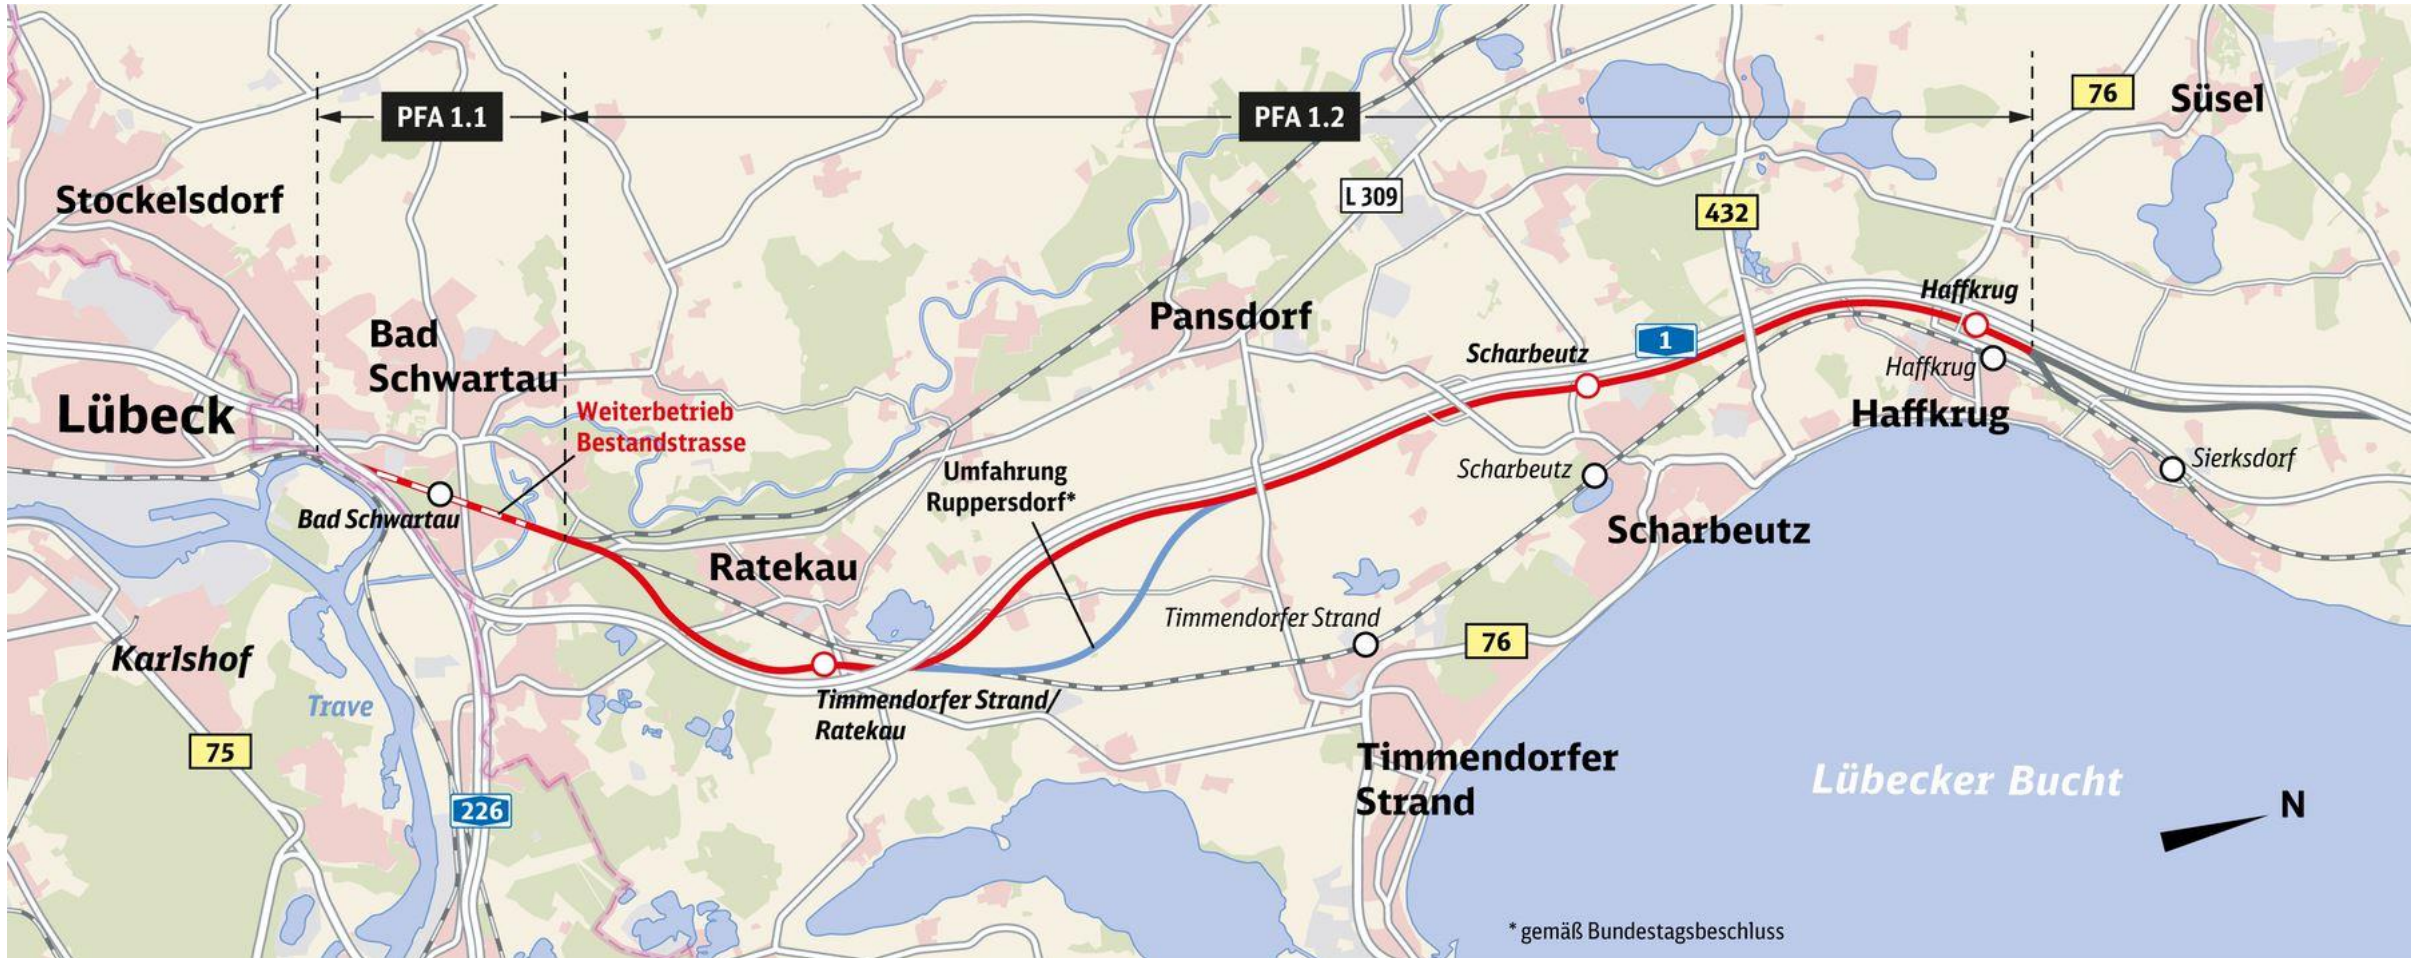 PFA 1.1
PFA 1.2
76
Süsel
Stockelsdorf
L 309
432
Haffkrug
Pansdorf
Bad
Schwartau
1
Scharbeutz
Haffkrug
Lübeck
Weiterbetrieb
Bestandstrasse
Haffkrug
Umfahrung
Ruppersdorf*
Scharbeutz
Sierksdorf
Bad Schwartau
Scharbeutz
Ratekau
Timmendorfer Strand
76
Karlshof
Trave
Timmendorfer Strand/
Ratekau
75
Timmendorfer
Strand
Lübecker Bucht
N
226
* gemäß Bundestagsbeschluss